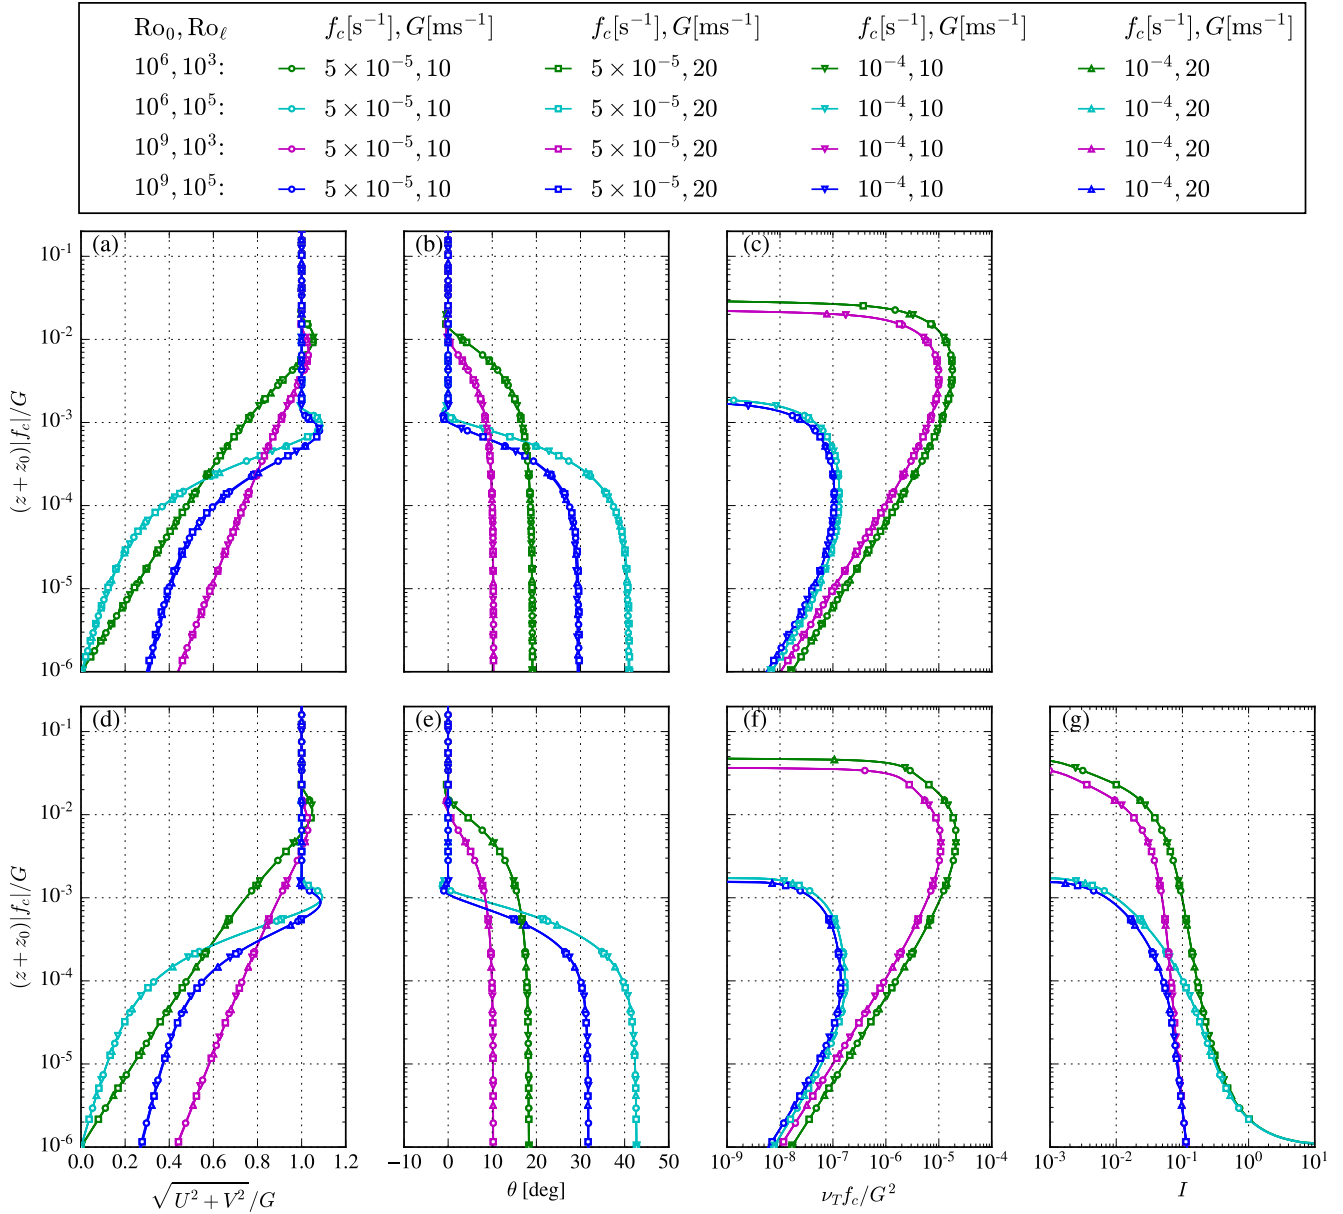 Ro₀, Ro_ℓ f_c[s⁻¹], G[ms⁻¹] f_c[s⁻¹], G[ms⁻¹] f_c[s⁻¹], G[ms⁻¹] f_c[s⁻¹], G[ms⁻¹]
10⁶, 10³: 5 × 10⁻⁵, 10 5 × 10⁻⁵, 20 10⁻⁴, 10 10⁻⁴, 20
10⁶, 10⁵: 5 × 10⁻⁵, 10 5 × 10⁻⁵, 20 10⁻⁴, 10 10⁻⁴, 20
10⁹, 10³: 5 × 10⁻⁵, 10 5 × 10⁻⁵, 20 10⁻⁴, 10 10⁻⁴, 20
10⁹, 10⁵: 5 × 10⁻⁵, 10 5 × 10⁻⁵, 20 10⁻⁴, 10 10⁻⁴, 20
(a) (b) (c)
10⁻¹
10⁻²
10⁻³
10⁻⁴
10⁻⁵
10⁻⁶
(z + z₀)|f_c|/G
(d) (e) (f) (g)
10⁻¹
10⁻²
10⁻³
10⁻⁴
10⁻⁵
10⁻⁶
(z + z₀)|f_c|/G
0.0 0.2 0.4 0.6 0.8 1.0 1.2 −10 0 10 20 30 40 50 10⁻⁹ 10⁻⁸ 10⁻⁷ 10⁻⁶ 10⁻⁵ 10⁻⁴ 10⁻³ 10⁻² 10⁻¹ 10⁰ 10¹
√U² + V²/G θ [deg] ν_T f_c/G² I